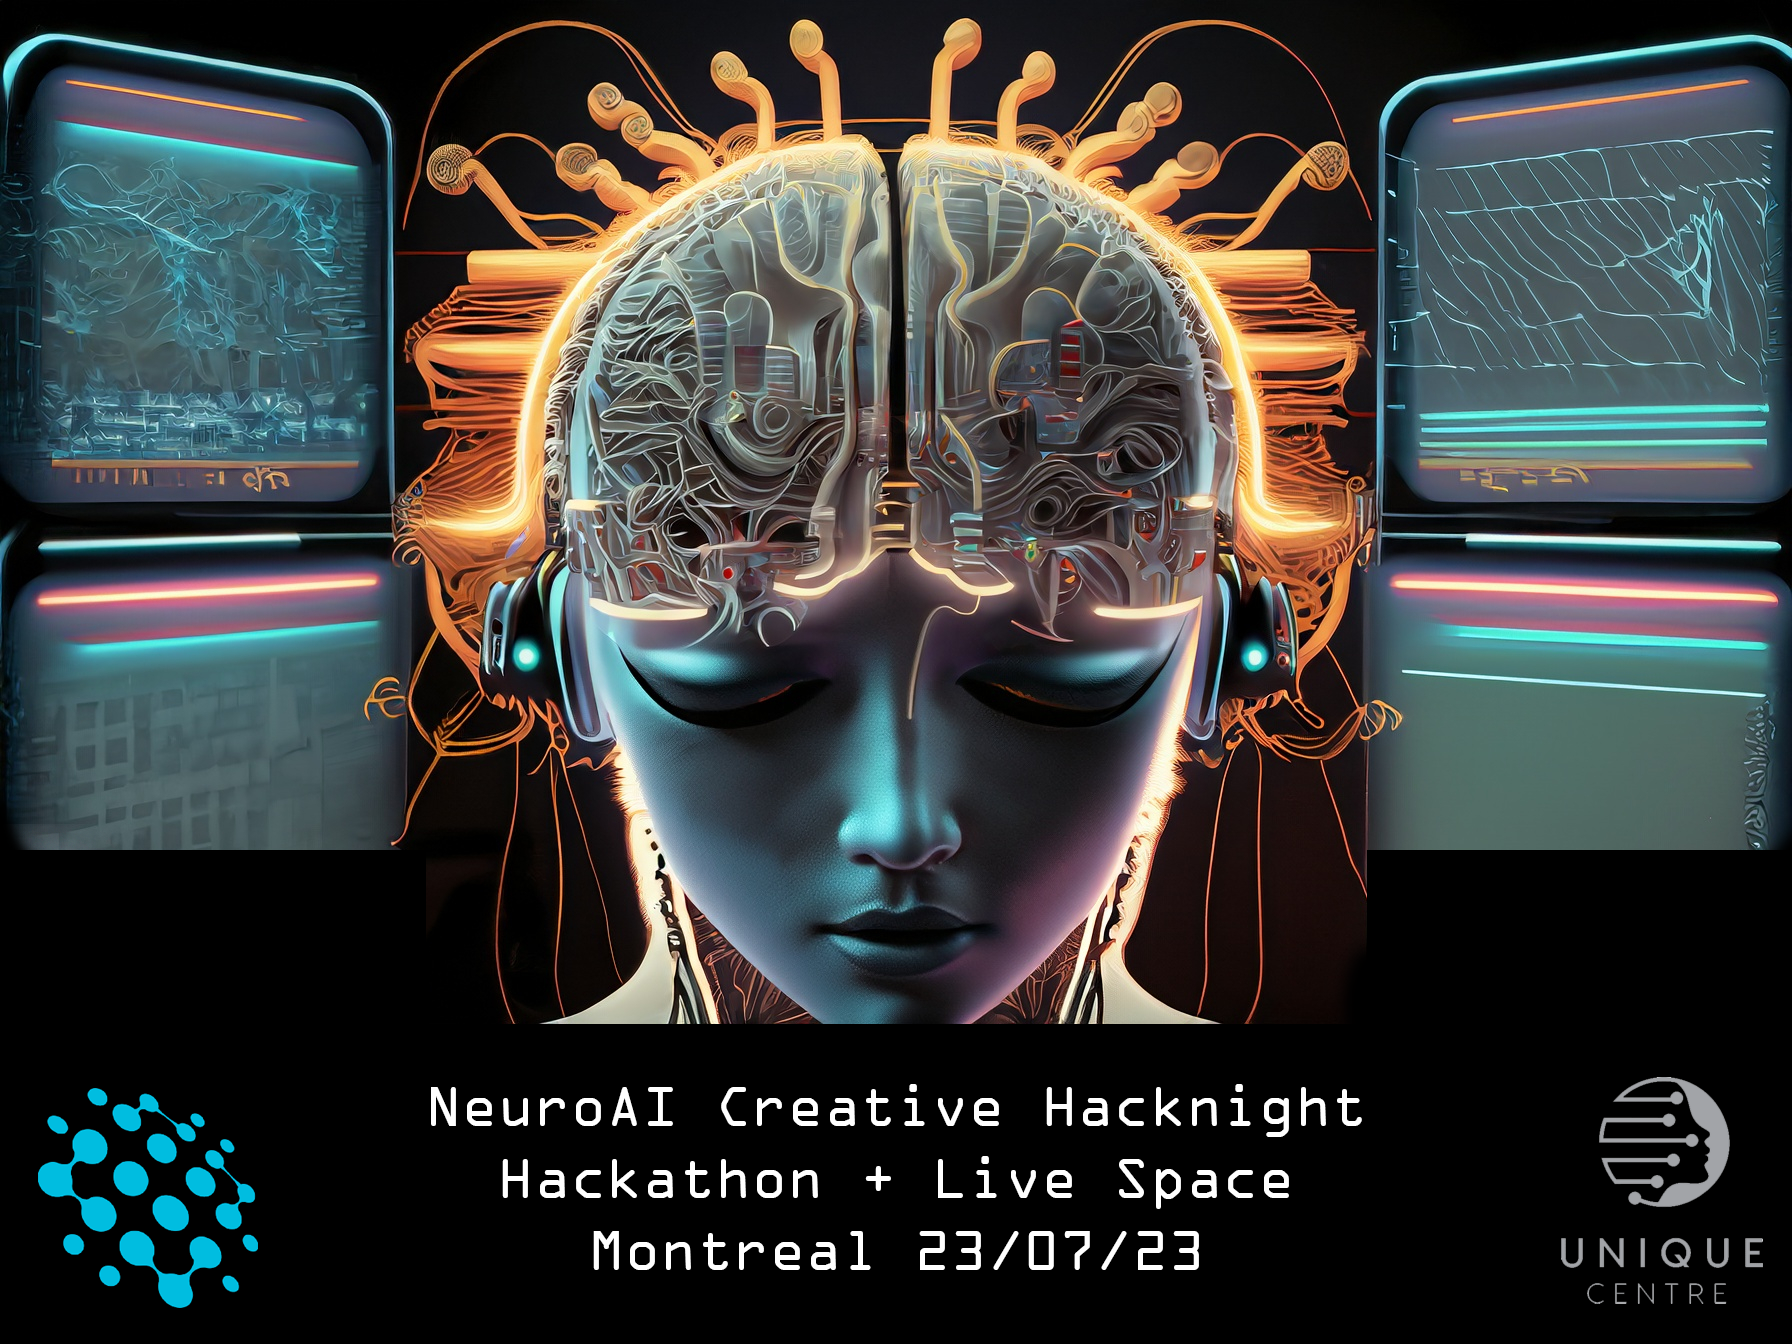 NeuroAI Creative Hacknight
Hackathon + Live Space
Montreal 23/07/23
UNIQUE
CENTRE